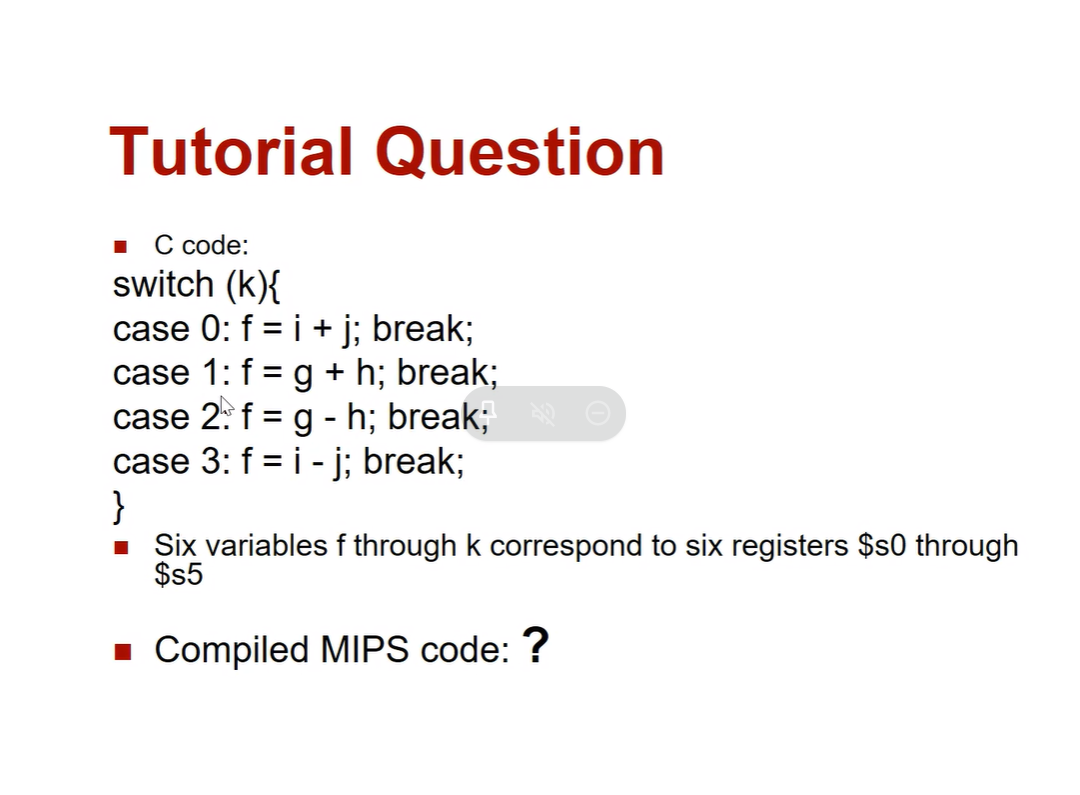 Tutorial Question
C code:
switch (k){
case 0: f = i + j; break;
case 1: f = g + h; break;
case 2: f = g - h; break;
case 3: f = i - j; break;
}
Six variables f through k correspond to six registers $s0 through
$s5
Compiled MIPS code: ?